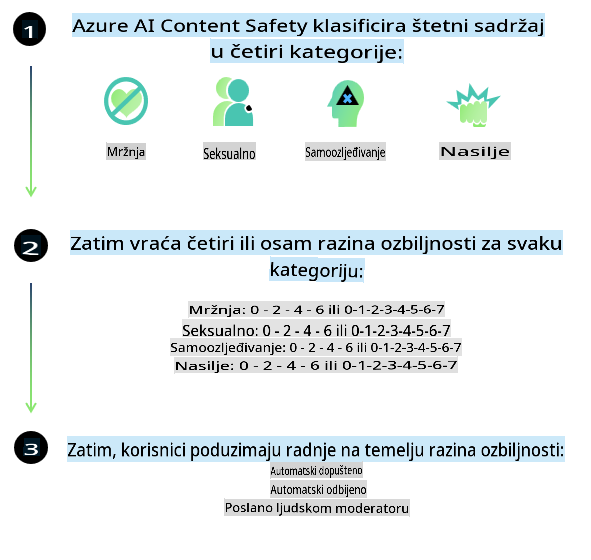 1
Azure AI Content Safety klasificira štetni sadržaj
u četiri kategorije:
Mržnja
Seksualno
Samoozljeđivanje
Nasilje
2
Zatim vraća četiri ili osam razina ozbiljnosti za svaku
kategoriju:
Mržnja: 0 - 2 - 4 - 6 ili 0-1-2-3-4-5-6-7
Seksualno: 0 - 2 - 4 - 6 ili 0-1-2-3-4-5-6-7
Samoozljeđivanje: 0 - 2 - 4 - 6 ili 0-1-2-3-4-5-6-7
Nasilje: 0 - 2 - 4 - 6 ili 0-1-2-3-4-5-6-7
3
Zatim, korisnici poduzimaju radnje na temelju razina ozbiljnosti:
Automatski dopušteno
Automatski odbijeno
Poslano ljudskom moderatoru